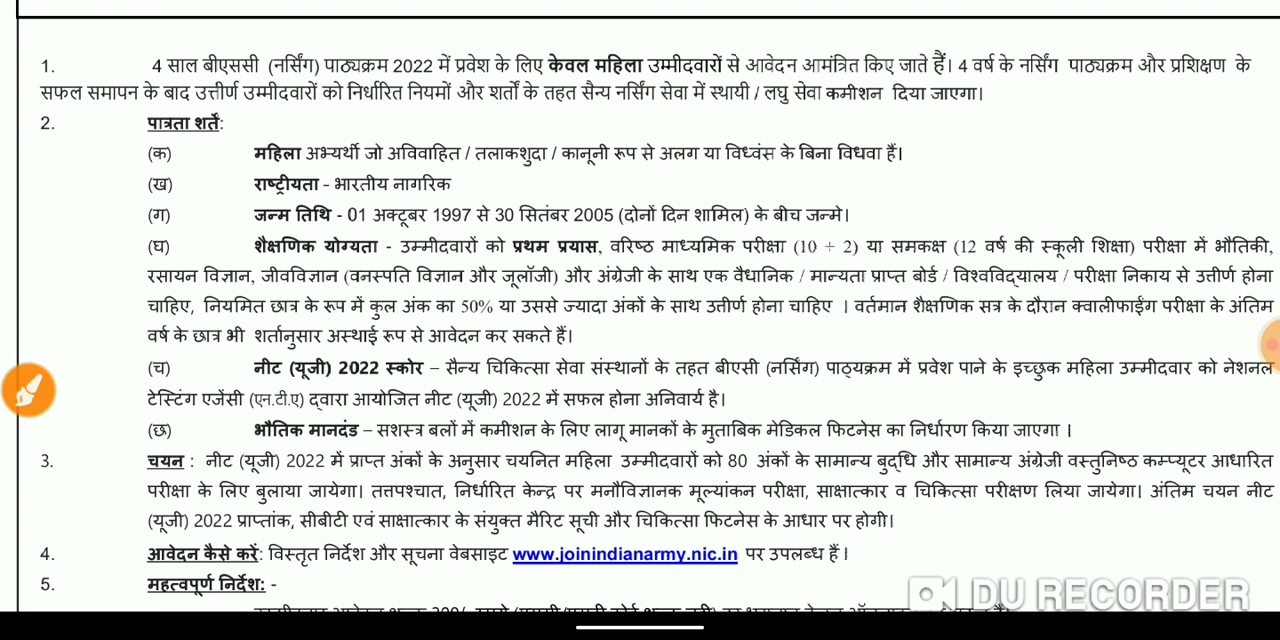 1. 4 साल बीएससी (नर्सिंग) पाठ्यक्रम 2022 में प्रवेश के लिए केवल महिला उम्मीदवारों से आवेदन आमंत्रित किए जाते हैं। 4 वर्ष के नर्सिंग पाठ्यक्रम और प्रशिक्षण के
सफल समापन के बाद उत्तीर्ण उम्मीदवारों को निर्धारित नियमों और शर्तों के तहत सैन्य नर्सिंग सेवा में स्थायी / लघु सेवा कमीशन दिया जाएगा।
2. पात्रता शर्तें:
(क) महिला अभ्यर्थी जो अविवाहित / तलाकशुदा / कानूनी रूप से अलग या विध्वंस के बिना विधवा हैं।
(ख) राष्ट्रीयता - भारतीय नागरिक
(ग) जन्म तिथि - 01 अक्टूबर 1997 से 30 सितंबर 2005 (दोनों दिन शामिल) के बीच जन्मे।
(घ) शैक्षणिक योग्यता - उम्मीदवारों को प्रथम प्रयास, वरिष्ठ माध्यमिक परीक्षा (10 + 2) या समकक्ष (12 वर्ष की स्कूली शिक्षा) परीक्षा में भौतिकी,
रसायन विज्ञान, जीवविज्ञान (वनस्पति विज्ञान और जूलॉजी) और अंग्रेजी के साथ एक वैधानिक / मान्यता प्राप्त बोर्ड / विश्वविद्यालय / परीक्षा निकाय से उत्तीर्ण होना
चाहिए, नियमित छात्र के रूप में कुल अंक का 50% या उससे ज्यादा अंकों के साथ उत्तीर्ण होना चाहिए । वर्तमान शैक्षणिक सत्र के दौरान क्वालीफाईंग परीक्षा के अंतिम
वर्ष के छात्र भी शर्तानुसार अस्थाई रूप से आवेदन कर सकते हैं।
(च) नीट (यूजी) 2022 स्कोर – सैन्य चिकित्सा सेवा संस्थानों के तहत बीएससी (नर्सिंग) पाठ्यक्रम में प्रवेश पाने के इच्छुक महिला उम्मीदवार को नेशनल
टेस्टिंग एजेंसी (एन.टी.ए) द्वारा आयोजित नीट (यूजी) 2022 में सफल होना अनिवार्य है।
(छ) भौतिक मानदंड – सशस्त्र बलों में कमीशन के लिए लागू मानकों के मुताबिक मेडिकल फिटनेस का निर्धारण किया जाएगा ।
3. चयन : नीट (यूजी) 2022 में प्राप्त अंकों के अनुसार चयनित महिला उम्मीदवारों को 80 अंकों के सामान्य बुद्धि और सामान्य अंग्रेजी वस्तुनिष्ठ कम्प्यूटर आधारित
परीक्षा के लिए बुलाया जायेगा। तत्तपश्चात, निर्धारित केन्द्र पर मनौविज्ञानक मूल्यांकन परीक्षा, साक्षात्कार व चिकित्सा परीक्षण लिया जायेगा। अंतिम चयन नीट
(यूजी) 2022 प्राप्तांक, सीबीटी एवं साक्षात्कार के संयुक्त मैरिट सूची और चिकित्सा फिटनेस के आधार पर होगी।
4. आवेदन कैसे करें: विस्तृत निर्देश और सूचना वेबसाइट www.joinindianarmy.nic.in पर उपलब्ध हैं ।
5. महत्वपूर्ण निर्देश: -
DU RECORDER